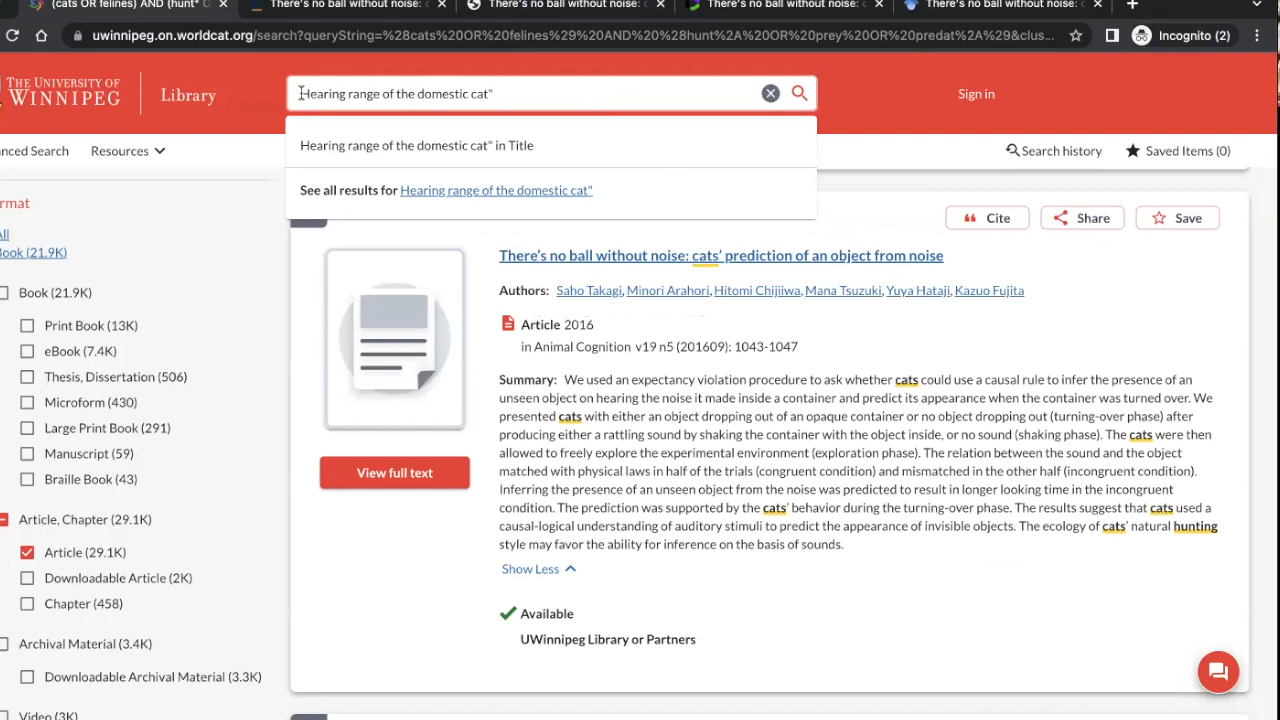 (cats OR felines) AND (hunt*
There's no ball without noise: c
There's no ball without noise: c
There's no ball without noise: c
There's no ball without noise: c
uwinnipeg.on.worldcat.org/search?queryString=%28cats%20OR%20felines%29%20AND%20%28hunt%2A%20OR%20prey%20OR%20predat%2A%29&clus...
Incognito (2)
THE UNIVERSITY OF
WINNIPEG
Library
Hearing range of the domestic cat"
Sign in
Hearing range of the domestic cat" in Title
See all results for Hearing range of the domestic cat"
nced Search
Resources
Search history
Saved Items (0)
rmat
All
Book (21.9K)
Book (21.9K)
Print Book (13K)
eBook (7.4K)
Thesis, Dissertation (506)
Microform (430)
Large Print Book (291)
Manuscript (59)
Braille Book (43)
Article, Chapter (29.1K)
Article (29.1K)
Downloadable Article (2K)
Chapter (458)
Archival Material (3.4K)
Downloadable Archival Material (3.3K)
Video (3K)
Cite
Share
Save
There's no ball without noise: cats' prediction of an object from noise
Authors: Saho Takagi, Minori Arahori, Hitomi Chijiiwa, Mana Tsuzuki, Yuya Hataji, Kazuo Fujita
Article 2016
in Animal Cognition v19 n5 (201609): 1043-1047
Summary: We used an expectancy violation procedure to ask whether cats could use a causal rule to infer the presence of an
unseen object on hearing the noise it made inside a container and predict its appearance when the container was turned over. We
presented cats with either an object dropping out of an opaque container or no object dropping out (turning-over phase) after
producing either a rattling sound by shaking the container with the object inside, or no sound (shaking phase). The cats were then
allowed to freely explore the experimental environment (exploration phase). The relation between the sound and the object
matched with physical laws in half of the trials (congruent condition) and mismatched in the other half (incongruent condition).
Inferring the presence of an unseen object from the noise was predicted to result in longer looking time in the incongruent
condition. The prediction was supported by the cats' behavior during the turning-over phase. The results suggest that cats used a
causal-logical understanding of auditory stimuli to predict the appearance of invisible objects. The ecology of cats' natural hunting
style may favor the ability for inference on the basis of sounds.
Show Less
View full text
Available
UWinnipeg Library or Partners